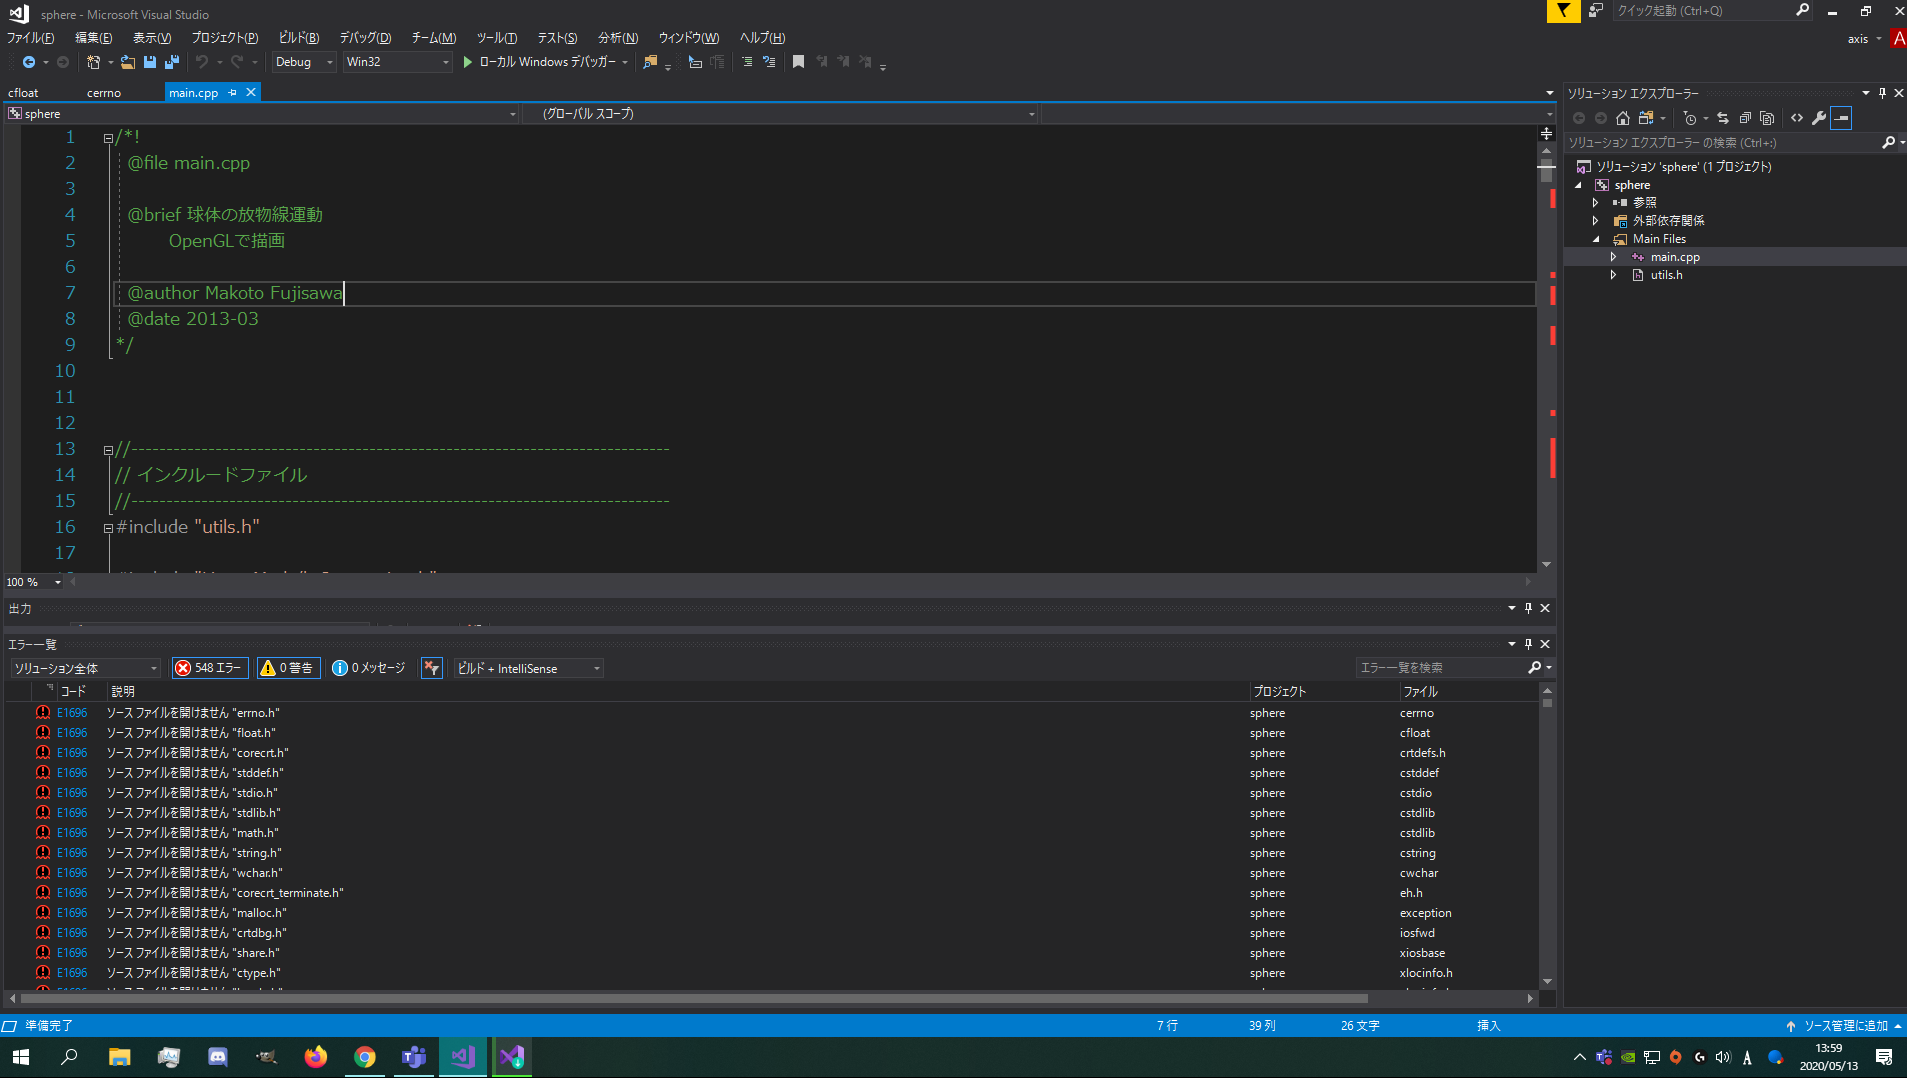 sphere - Microsoft Visual Studio
クイック起動 (Ctrl+Q)
ファイル(F) 編集(E) 表示(V) プロジェクト(P) ビルド(B) デバッグ(D) チーム(M) ツール(T) テスト(S) 分析(N) ウィンドウ(W) ヘルプ(H)
axis A
Debug Win32 ローカル Windows デバッガー
cfloat cerrno main.cpp
sphere (グローバル スコープ)
1 /*!
2 @file main.cpp
3
4 @brief 球体の放物線運動
5 OpenGLで描画
6
7 @author Makoto Fujisawa
8 @date 2013-03
9 */
10
11
12
13 //-----------------------------------------------------------------------------
14 // インクルードファイル
15 //-----------------------------------------------------------------------------
16 #include "utils.h"
17
100 %
ソリューション エクスプローラー
ソリューション エクスプローラー の検索 (Ctrl+:)
ソリューション 'sphere' (1 プロジェクト)
sphere
参照
外部依存関係
Main Files
main.cpp
utils.h
出力
エラー一覧
ソリューション全体 548 エラー 0 警告 0 メッセージ ビルド + IntelliSense エラー一覧を検索
コード 説明 プロジェクト ファイル
E1696 ソース ファイルを開けません "errno.h" sphere cerrno
E1696 ソース ファイルを開けません "float.h" sphere cfloat
E1696 ソース ファイルを開けません "corecrt.h" sphere crtdefs.h
E1696 ソース ファイルを開けません "stddef.h" sphere cstddef
E1696 ソース ファイルを開けません "stdio.h" sphere cstdio
E1696 ソース ファイルを開けません "stdlib.h" sphere cstdlib
E1696 ソース ファイルを開けません "math.h" sphere cstdlib
E1696 ソース ファイルを開けません "string.h" sphere cstring
E1696 ソース ファイルを開けません "wchar.h" sphere cwchar
E1696 ソース ファイルを開けません "corecrt_terminate.h" sphere eh.h
E1696 ソース ファイルを開けません "malloc.h" sphere exception
E1696 ソース ファイルを開けません "crtdbg.h" sphere iosfwd
E1696 ソース ファイルを開けません "share.h" sphere xiosbase
E1696 ソース ファイルを開けません "ctype.h" sphere xlocinfo.h
準備完了 7 行 39 列 26 文字 挿入 ソース管理に追加
A 13:59
2020/05/13